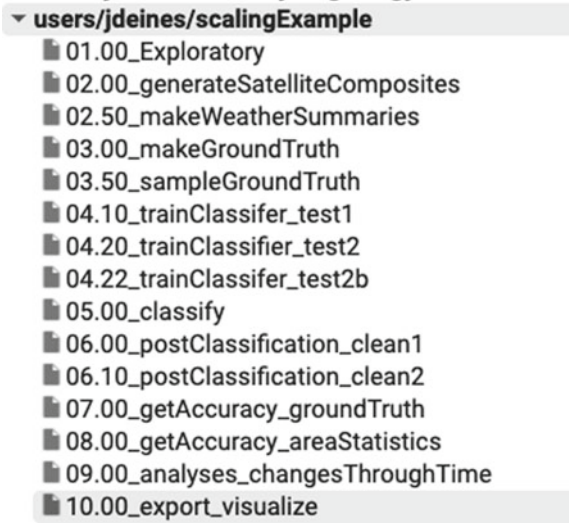 users/jdeines/scalingExample
01.00_Exploratory
02.00_generateSatelliteComposites
02.50_makeWeatherSummaries
03.00_makeGroundTruth
03.50_sampleGroundTruth
04.10_trainClassifer_test1
04.20_trainClassifier_test2
04.22_trainClassifer_test2b
05.00_classify
06.00_postClassification_clean1
06.10_postClassification_clean2
07.00_getAccuracy_groundTruth
08.00_getAccuracy_areaStatistics
09.00_analyses_changesThroughTime
10.00_export_visualize